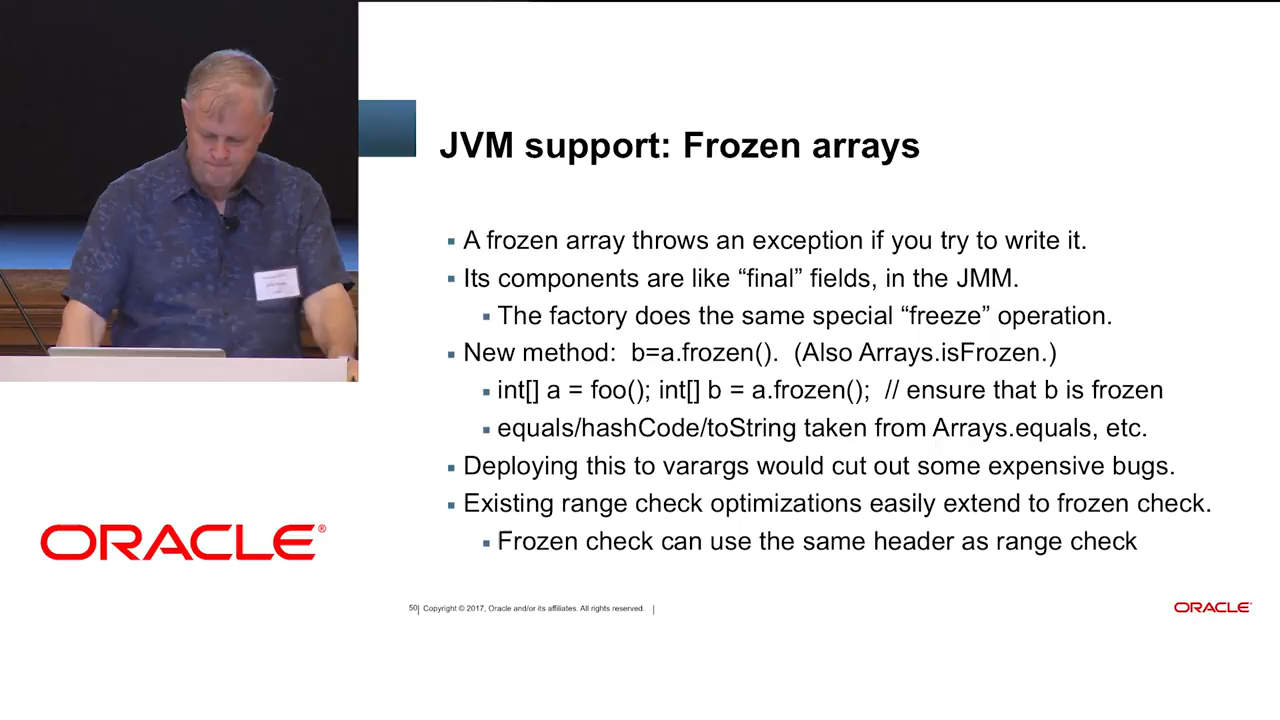 JVM support: Frozen arrays
▪ A frozen array throws an exception if you try to write it.
▪ Its components are like “final” fields, in the JMM.
▪ The factory does the same special “freeze” operation.
▪ New method:  b=a.frozen().  (Also Arrays.isFrozen.)
▪ int[] a = foo(); int[] b = a.frozen();  // ensure that b is frozen
▪ equals/hashCode/toString taken from Arrays.equals, etc.
▪ Deploying this to varargs would cut out some expensive bugs.
▪ Existing range check optimizations easily extend to frozen check.
▪ Frozen check can use the same header as range check
ORACLE®
50| Copyright © 2017, Oracle and/or its affiliates. All rights reserved. |
ORACLE®